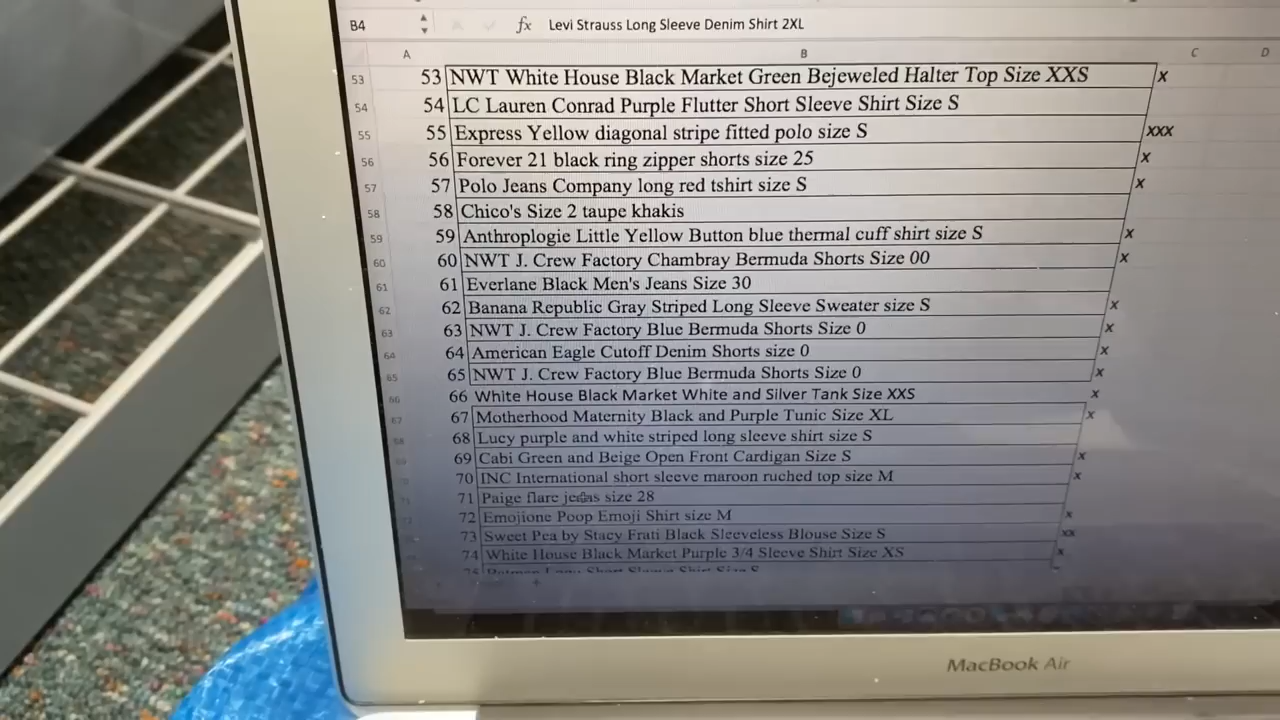 B4 fx Levi Strauss Long Sleeve Denim Shirt 2XL
A B C D
53 53 NWT White House Black Market Green Bejeweled Halter Top Size XXS x
54 54 LC Lauren Conrad Purple Flutter Short Sleeve Shirt Size S
55 55 Express Yellow diagonal stripe fitted polo size S xxx
56 56 Forever 21 black ring zipper shorts size 25 x
57 57 Polo Jeans Company long red tshirt size S x
58 58 Chico's Size 2 taupe khakis
59 59 Anthroplogie Little Yellow Button blue thermal cuff shirt size S x
60 60 NWT J. Crew Factory Chambray Bermuda Shorts Size 00 x
61 61 Everlane Black Men's Jeans Size 30
62 62 Banana Republic Gray Striped Long Sleeve Sweater size S x
63 63 NWT J. Crew Factory Blue Bermuda Shorts Size 0 x
64 64 American Eagle Cutoff Denim Shorts size 0 x
65 65 NWT J. Crew Factory Blue Bermuda Shorts Size 0 x
66 66 White House Black Market White and Silver Tank Size XXS x
67 67 Motherhood Maternity Black and Purple Tunic Size XL x
68 68 Lucy purple and white striped long sleeve shirt size S
69 69 Cabi Green and Beige Open Front Cardigan Size S x
70 INC International short sleeve maroon ruched top size M x
71 71 Paige flare jeans size 28
72 72 Emojione Poop Emoji Shirt size M x
73 Sweet Pea by Stacy Frati Black Sleeveless Blouse Size S xx
74 White House Black Market Purple 3/4 Sleeve Shirt Size XS x
MacBook Air